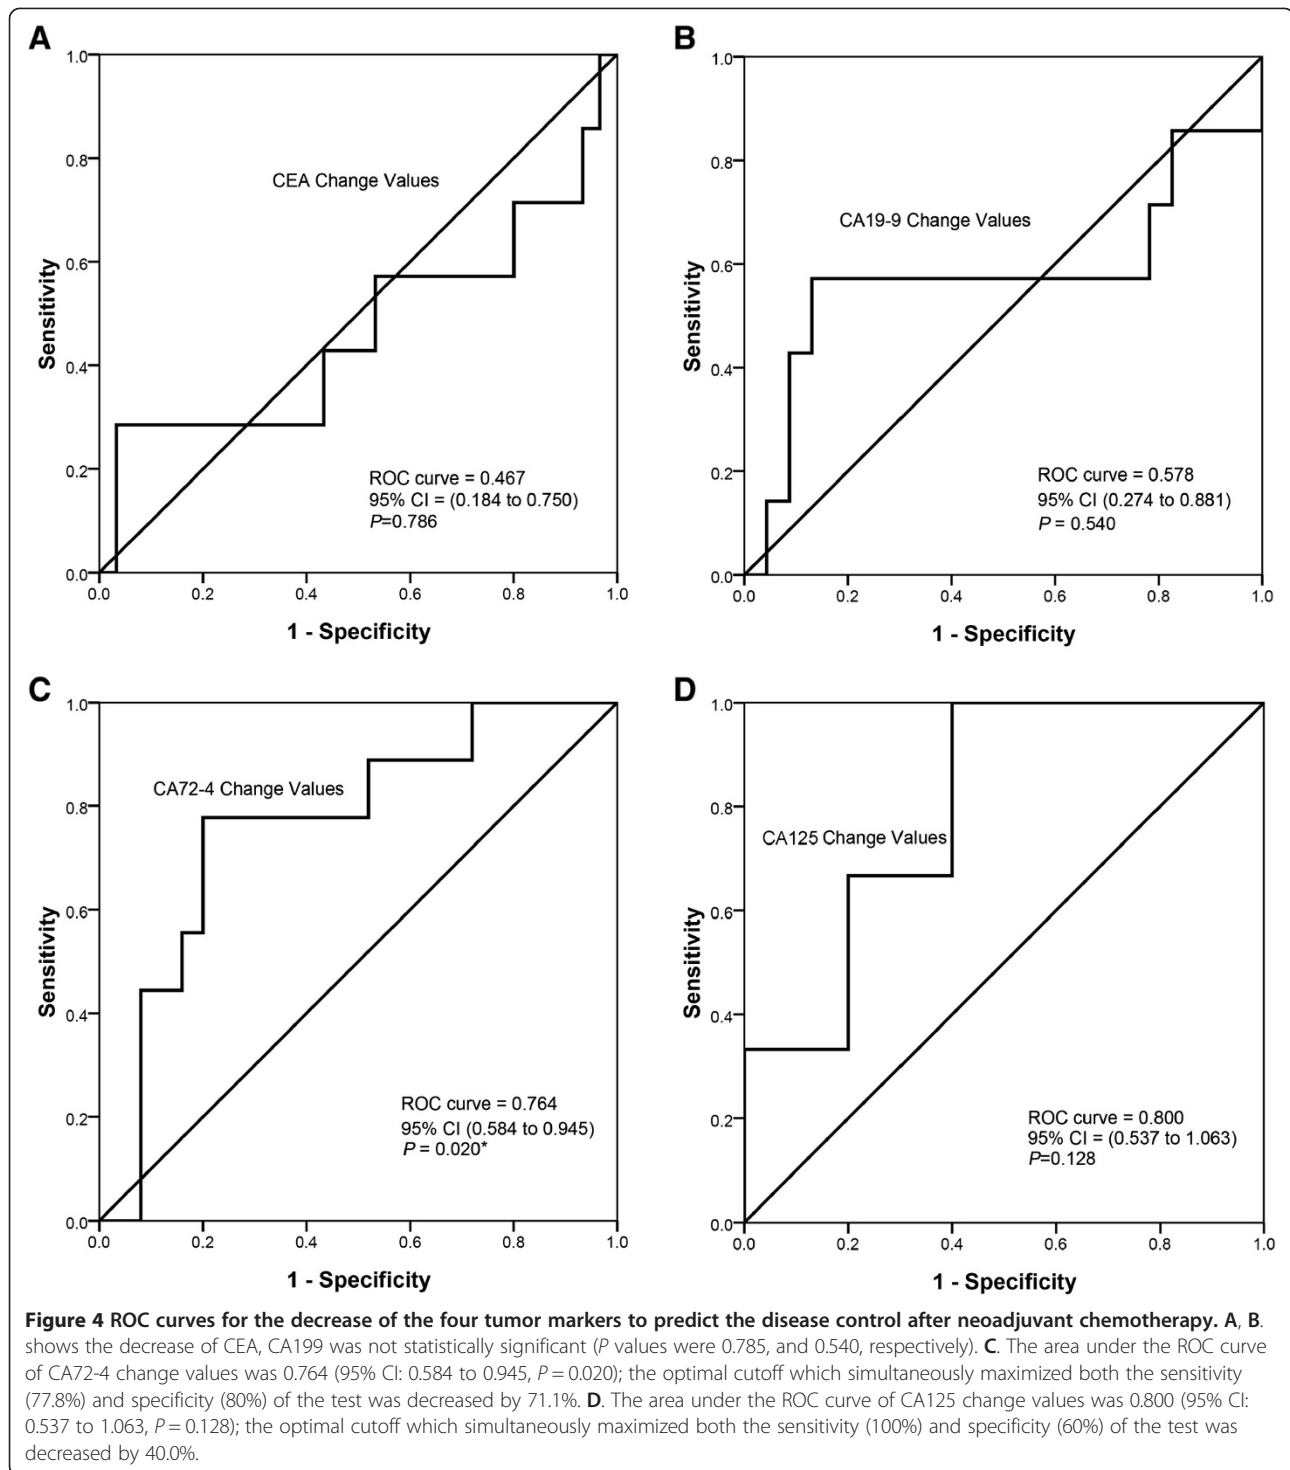 A
1.0
0.8
0.6
0.4
0.2
0.0
Sensitivity
CEA Change Values
ROC curve = 0.467
95% CI = (0.184 to 0.750)
P=0.786
0.0 0.2 0.4 0.6 0.8 1.0
1 - Specificity
B
1.0
0.8
0.6
0.4
0.2
0.0
Sensitivity
CA19-9 Change Values
ROC curve = 0.578
95% CI (0.274 to 0.881)
P = 0.540
0.0 0.2 0.4 0.6 0.8 1.0
1 - Specificity
C
1.0
0.8
0.6
0.4
0.2
0.0
Sensitivity
CA72-4 Change Values
ROC curve = 0.764
95% CI (0.584 to 0.945)
P = 0.020*
0.0 0.2 0.4 0.6 0.8 1.0
1 - Specificity
D
1.0
0.8
0.6
0.4
0.2
0.0
Sensitivity
CA125 Change Values
ROC curve = 0.800
95% CI = (0.537 to 1.063)
P=0.128
0.0 0.2 0.4 0.6 0.8 1.0
1 - Specificity
Figure 4 ROC curves for the decrease of the four tumor markers to predict the disease control after neoadjuvant chemotherapy. A, B.
shows the decrease of CEA, CA199 was not statistically significant (P values were 0.785, and 0.540, respectively). C. The area under the ROC curve
of CA72-4 change values was 0.764 (95% CI: 0.584 to 0.945, P = 0.020); the optimal cutoff which simultaneously maximized both the sensitivity
(77.8%) and specificity (80%) of the test was decreased by 71.1%. D. The area under the ROC curve of CA125 change values was 0.800 (95% CI:
0.537 to 1.063, P = 0.128); the optimal cutoff which simultaneously maximized both the sensitivity (100%) and specificity (60%) of the test was
decreased by 40.0%.